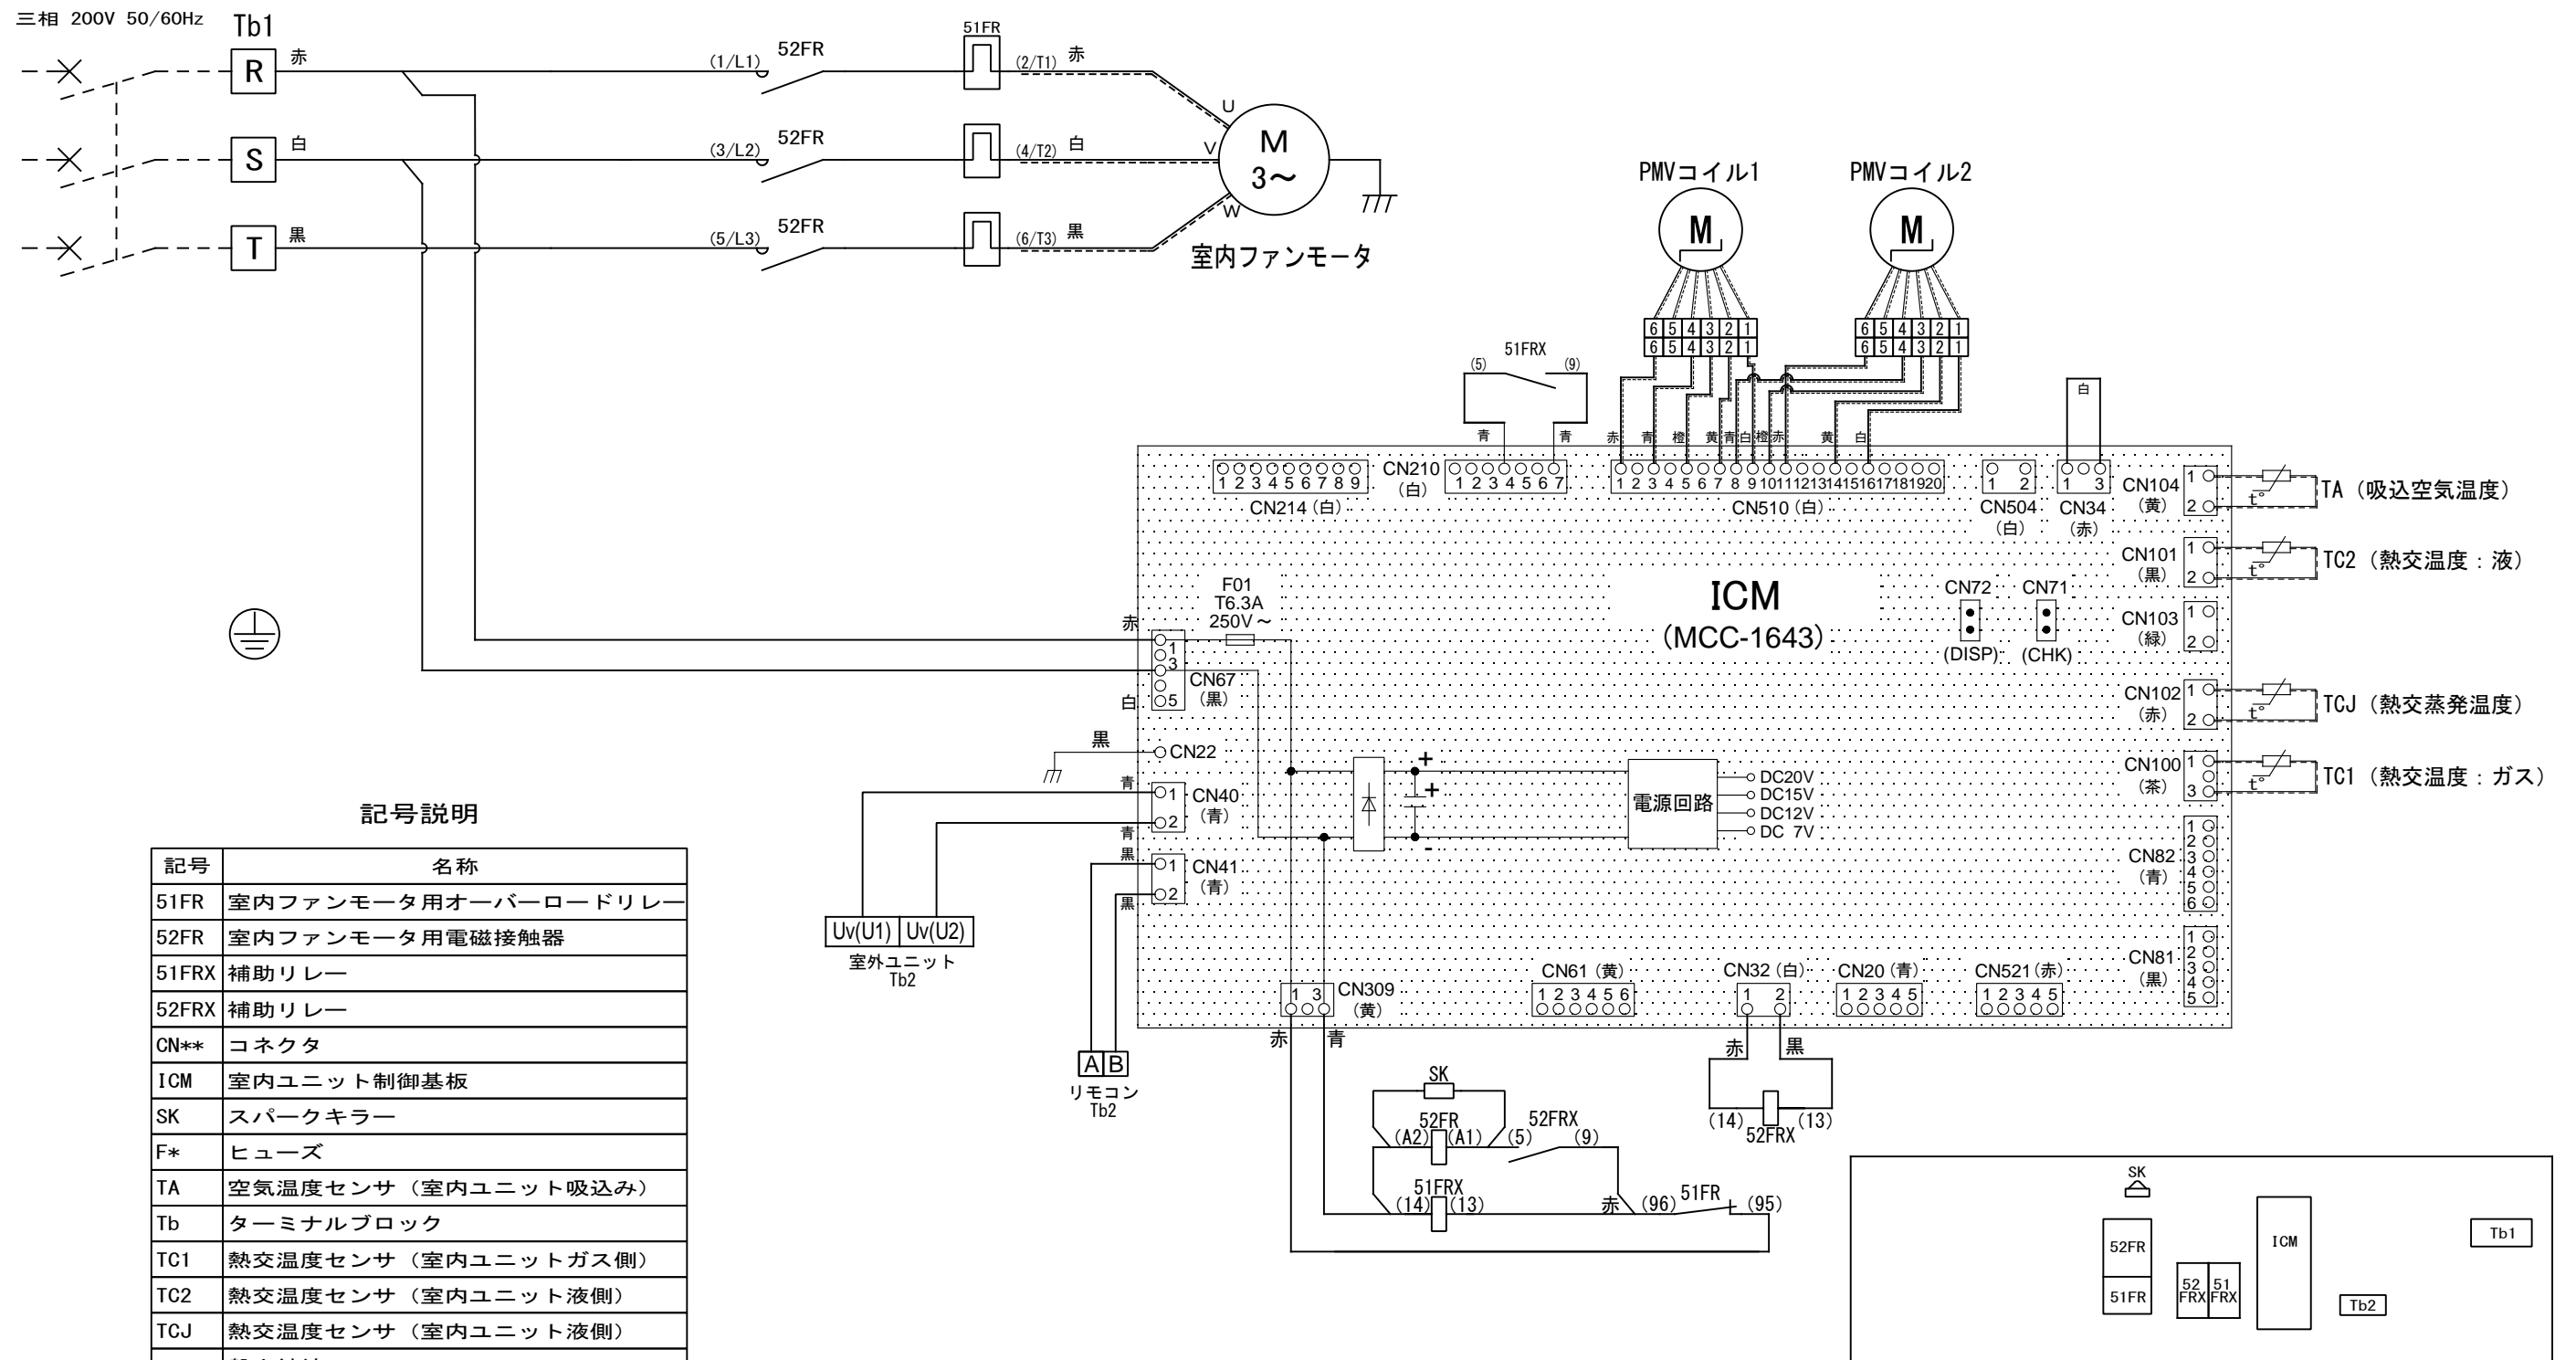 三相 200V 50/60Hz
Tb1
R
赤
(1/L1)
52FR
51FR
(2/T1)
赤
S
白
(3/L2)
52FR
(4/T2)
白
T
黒
(5/L3)
52FR
(6/T3)
黒
U
V
W
M
3～
室内ファンモータ
PMVコイル1
PMVコイル2
M
M
6 5 4 3 2 1
6 5 4 3 2 1
6 5 4 3 2 1
6 5 4 3 2 1
51FRX
(5)
(9)
青
青
赤 青 橙 黄 青 白 橙 赤 黄 白
白
1 2 3 4 5 6 7 8 9
CN214 (白)
CN210
(白)
1 2 3 4 5 6 7
1 2 3 4 5 6 7 8 9 10 11 12 13 14 15 16 17 18 19 20
CN510 (白)
1 2
CN504
(白)
1 3
CN34
(赤)
CN104
(黄)
1
2
t°
TA (吸込空気温度)
CN101
(黒)
1
2
t°
TC2 (熱交温度：液)
CN103
(緑)
1
2
CN102
(赤)
1
2
t°
TCJ (熱交蒸発温度)
CN100
(茶)
1
3
t°
TC1 (熱交温度：ガス)
CN82
(青)
1
2
3
4
5
6
CN81
(黒)
1
2
3
4
5
F01
T6.3A
250V～
ICM
(MCC-1643)
CN72
(DISP)
CN71
(CHK)
赤
1
3
5
CN67
(黒)
白
黒
CN22
青
1
2
CN40
(青)
青
黒
1
2
CN41
(青)
黒
+
+
-
電源回路
DC20V
DC15V
DC12V
DC 7V
Uv(U1) Uv(U2)
室外ユニット
Tb2
A B
リモコン
Tb2
1 3
CN309
(黄)
赤
青
CN61 (黄)
1 2 3 4 5 6
CN32 (白)
1 2
CN20 (青)
1 2 3 4 5
CN521 (赤)
1 2 3 4 5
赤
黒
(14)
52FRX
(13)
SK
52FR
(A2)
(A1)
52FRX
(5)
(9)
51FRX
(14)
(13)
赤
(96)
51FR
(95)
SK
52FR
51FR
52
FRX
51
FRX
ICM
Tb1
Tb2
記号説明
記号 名称
51FR 室内ファンモータ用オーバーロードリレー
52FR 室内ファンモータ用電磁接触器
51FRX 補助リレー
52FRX 補助リレー
CN** コネクタ
ICM 室内ユニット制御基板
SK スパークキラー
F* ヒューズ
TA 空気温度センサ (室内ユニット吸込み)
Tb ターミナルブロック
TC1 熱交温度センサ (室内ユニットガス側)
TC2 熱交温度センサ (室内ユニット液側)
TCJ 熱交温度センサ (室内ユニット液側)